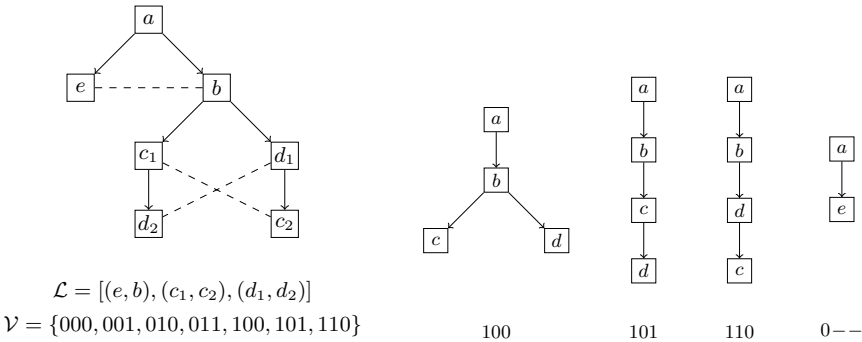 a
e
b
c₁
d₁
d₂
c₂
ℒ = [(e, b), (c₁, c₂), (d₁, d₂)]
𝒱 = {000, 001, 010, 011, 100, 101, 110}
a
b
c
d
100
a
b
c
d
101
a
b
d
c
110
a
e
0−−